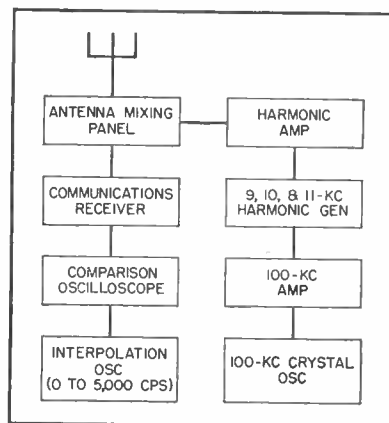 ANTENNA MIXING
PANEL
HARMONIC
AMP
COMMUNICATIONS
RECEIVER
9, 10, & 11-KC
HARMONIC GEN
COMPARISON
OSCILLOSCOPE
100-KC
AMP
INTERPOLATION
OSC
(0 TO 5,000 CPS)
100-KC CRYSTAL
OSC